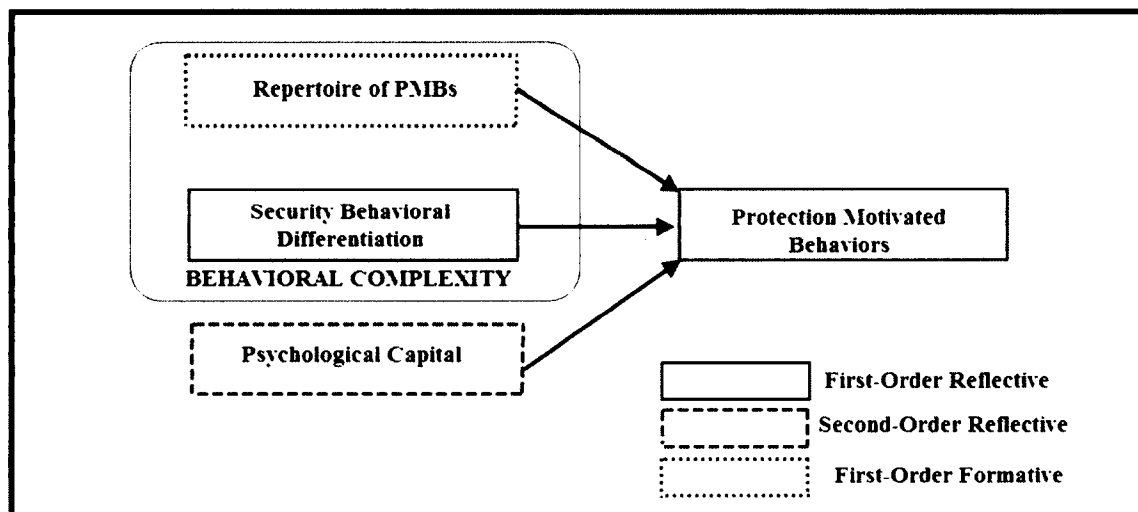 Repertoire of PMBs
Security Behavioral
Differentiation
BEHAVIORAL COMPLEXITY
Psychological Capital
Protection Motivated
Behaviors
First-Order Reflective
Second-Order Reflective
First-Order Formative